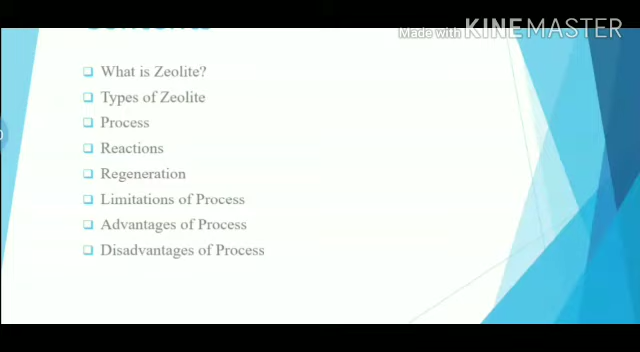 Made with KINEMASTER
What is Zeolite?
Types of Zeolite
Process
Reactions
Regeneration
Limitations of Process
Advantages of Process
Disadvantages of Process